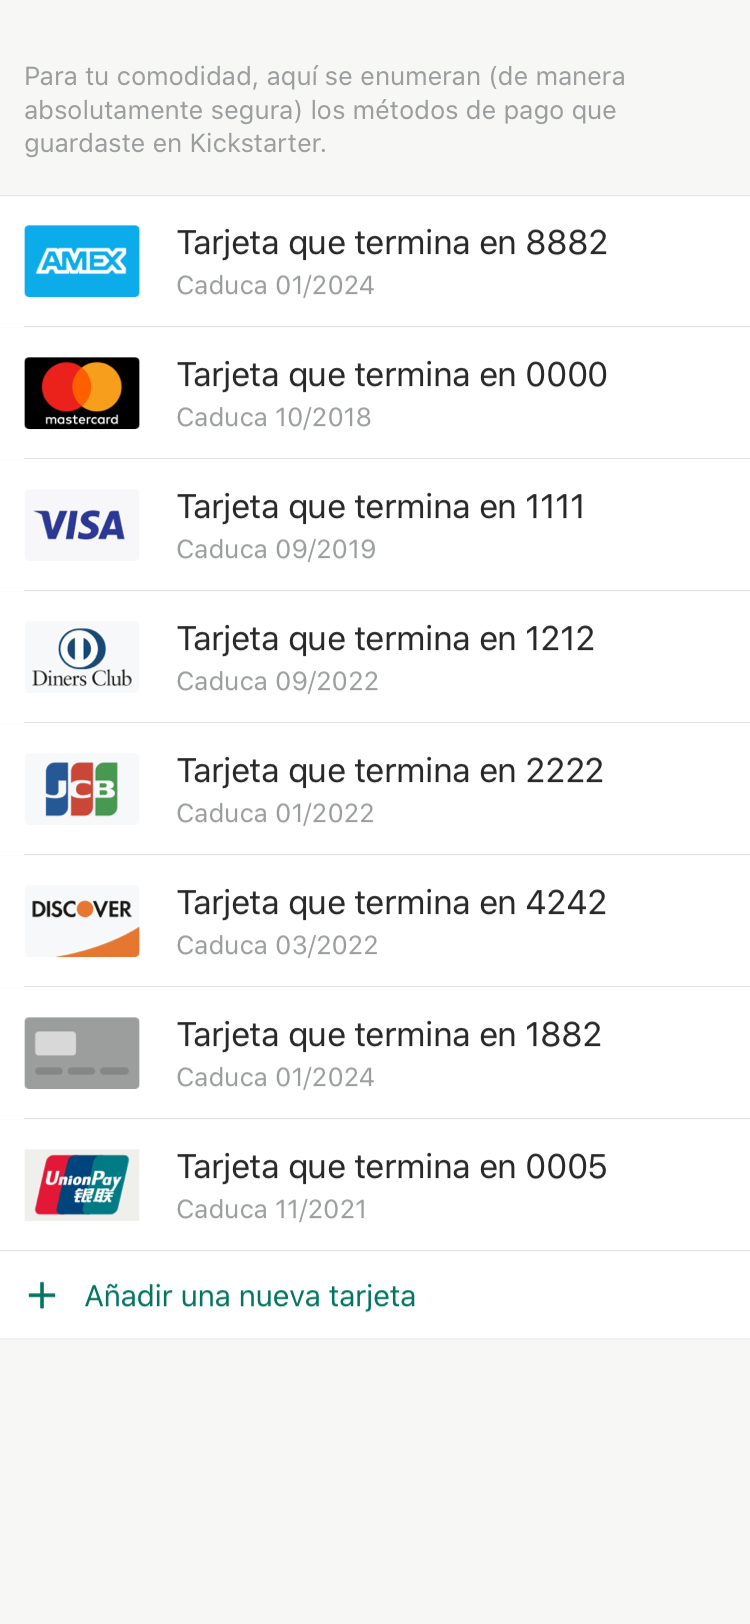 Para tu comodidad, aquí se enumeran (de manera
absolutamente segura) los métodos de pago que
guardaste en Kickstarter.
AMEX
Tarjeta que termina en 8882
Caduca 01/2024
mastercard
Tarjeta que termina en 0000
Caduca 10/2018
VISA
Tarjeta que termina en 1111
Caduca 09/2019
Diners Club
Tarjeta que termina en 1212
Caduca 09/2022
JCB
Tarjeta que termina en 2222
Caduca 01/2022
DISCOVER
Tarjeta que termina en 4242
Caduca 03/2022
Tarjeta que termina en 1882
Caduca 01/2024
UnionPay
银联
Tarjeta que termina en 0005
Caduca 11/2021
+ Añadir una nueva tarjeta